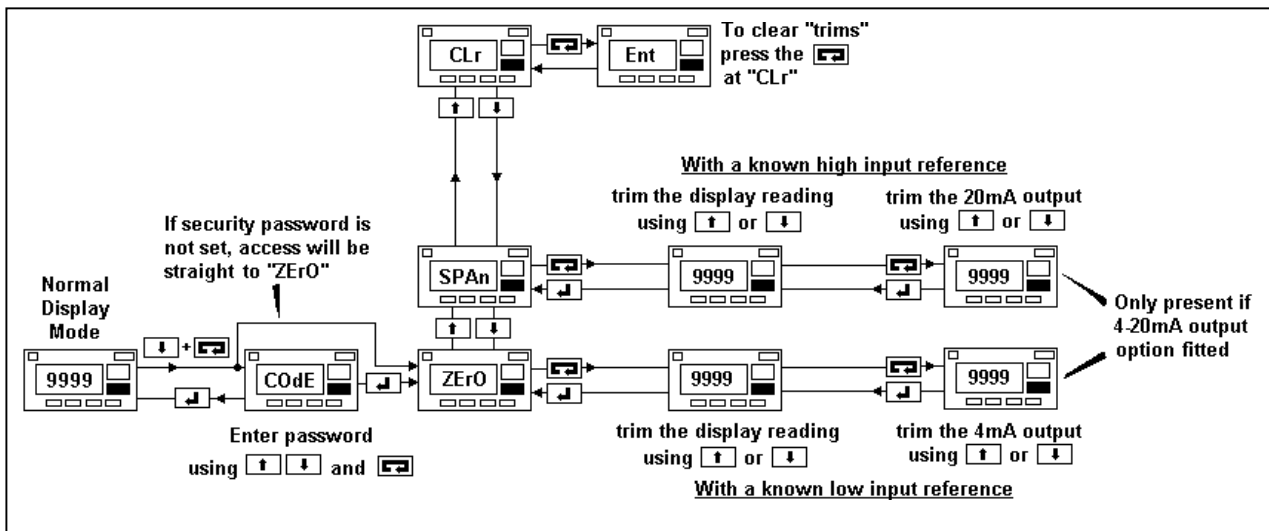 CLr
Ent
To clear "trims"
press the
at "CLr"
With a known high input reference
trim the display reading
using or
trim the 20mA output
using or
If security password is
not set, access will be
straight to "ZErO"
SPAn
9999
9999
Normal
Display
Mode
Only present if
4-20mA output
option fitted
+
9999
COdE
ZErO
9999
9999
Enter password
using and
trim the display reading
using or
trim the 4mA output
using or
With a known low input reference